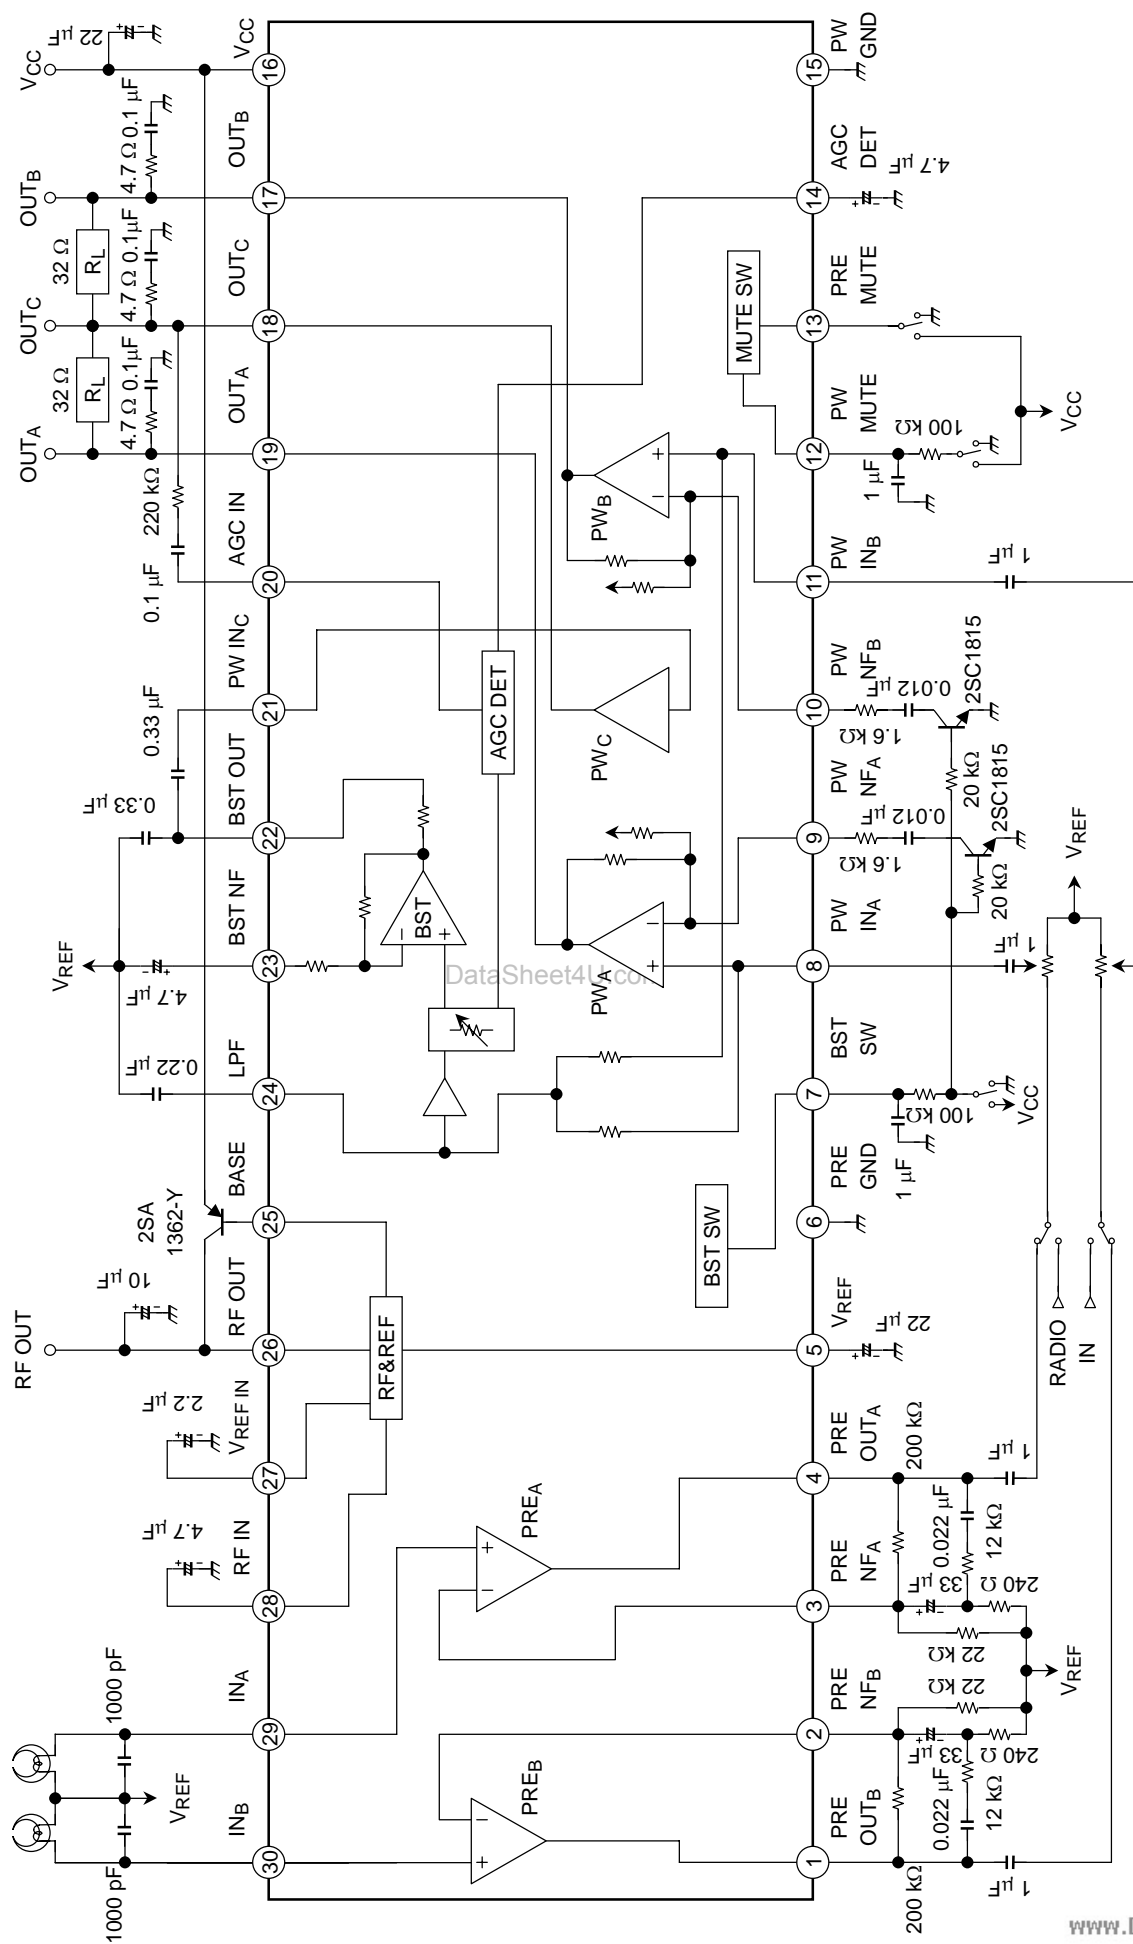 VCC
22 µF
VCC
16
OUTB
4.7 Ω 0.1 µF
OUTB
17
32 Ω
RL
4.7 Ω 0.1µF
OUTC
OUTC
18
32 Ω
RL
4.7 Ω 0.1µF
OUTA
OUTA
19
220 kΩ
0.1 µF
AGC IN
20
PW INC
21
0.33 µF
0.33 µF
BST OUT
22
BST NF
23
VREF
4.7 µF
0.22 µF
LPF
24
BASE
25
2SA
1362-Y
RF OUT
10 µF
RF OUT
26
2.2 µF
VREF IN
27
4.7 µF
RF IN
28
1000 pF
INA
29
VREF
INB
30
1000 pF
MUTE SW
PWB
+
−
AGC DET
PWC
BST
−
+
PWA
−
+
DataSheet4U.com
BST SW
RF&REF
PREA
+
−
PREB
−
+
15
PW
GND
14
AGC
DET
4.7 µF
13
PRE
MUTE
12
PW
MUTE
100 kΩ
1 µF
VCC
11
PW
INB
1 µF
10
PW
NFB
0.012 µF
1.6 kΩ
2SC1815
20 kΩ
9
PW
NFA
0.012 µF
1.6 kΩ
2SC1815
20 kΩ
VREF
8
PW
INA
1 µF
7
BST
SW
100 kΩ
1 µF
VCC
6
PRE
GND
5
VREF
22 µF
RADIO
IN
4
PRE
OUTA
200 kΩ
1 µF
0.022 µF
12 kΩ
3
PRE
NFA
33 µF
240 Ω
22 kΩ
VREF
22 kΩ
2
PRE
NFB
33 µF
240 Ω
0.022 µF
12 kΩ
1
PRE
OUTB
200 kΩ
1 µF